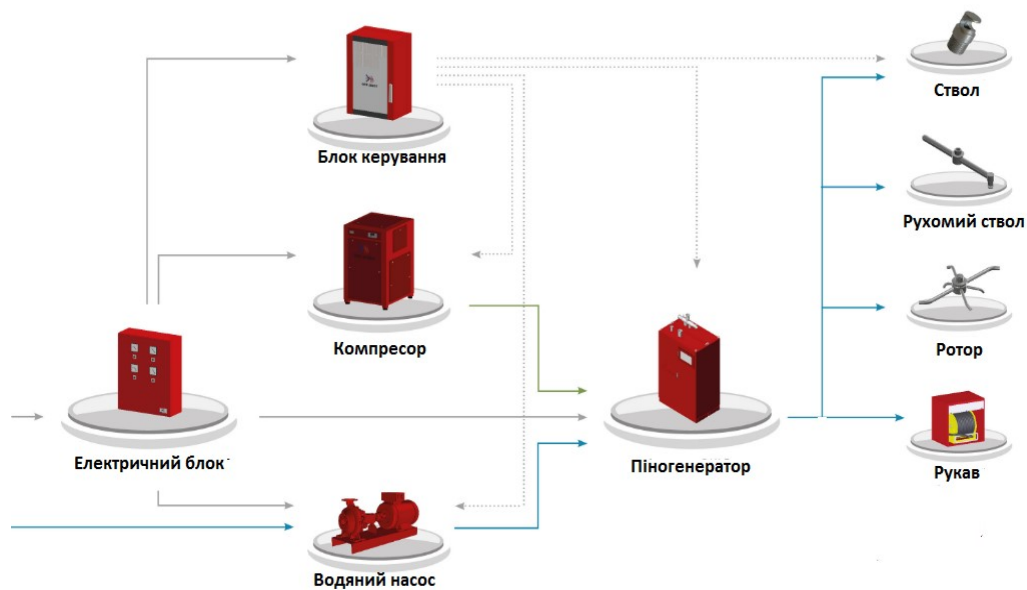 Ствол
Блок керування
Рухомий ствол
Компресор
Ротор
Електричний блок
Піногенератор
Рукав
Водяний насос